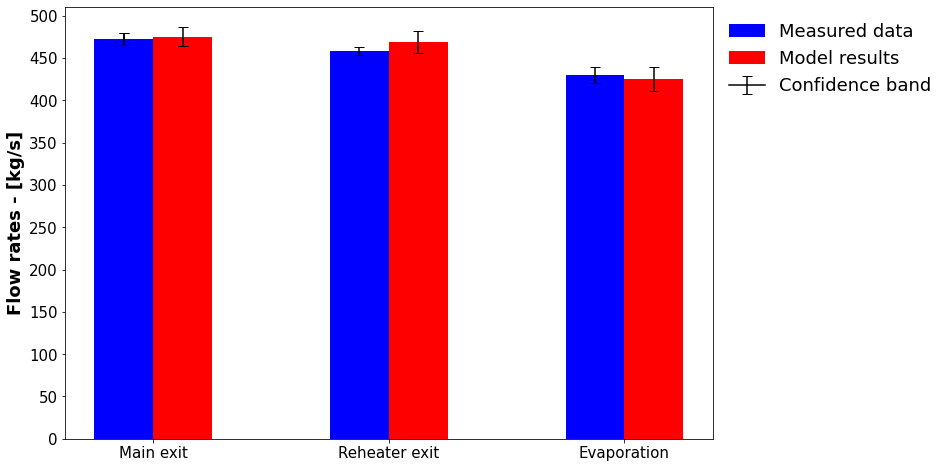 Flow rates - [kg/s]
500
450
400
350
300
250
200
150
100
50
0
Main exit
Reheater exit
Evaporation
Measured data
Model results
Confidence band